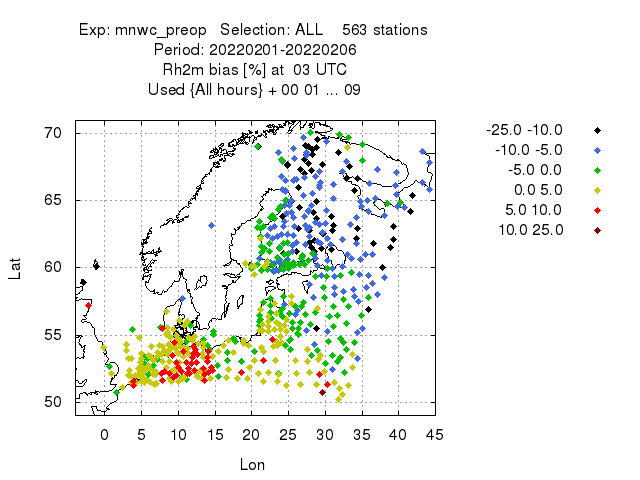 Exp: mnwc_preop   Selection: ALL    563 stations
Period: 20220201-20220206
Rh2m bias [%] at  03 UTC
Used {All hours} + 00 01 ... 09
-25.0 -10.0
-10.0 -5.0
-5.0 0.0
0.0 5.0
5.0 10.0
10.0 25.0
70
65
60
55
50
Lat
0 5 10 15 20 25 30 35 40 45
Lon